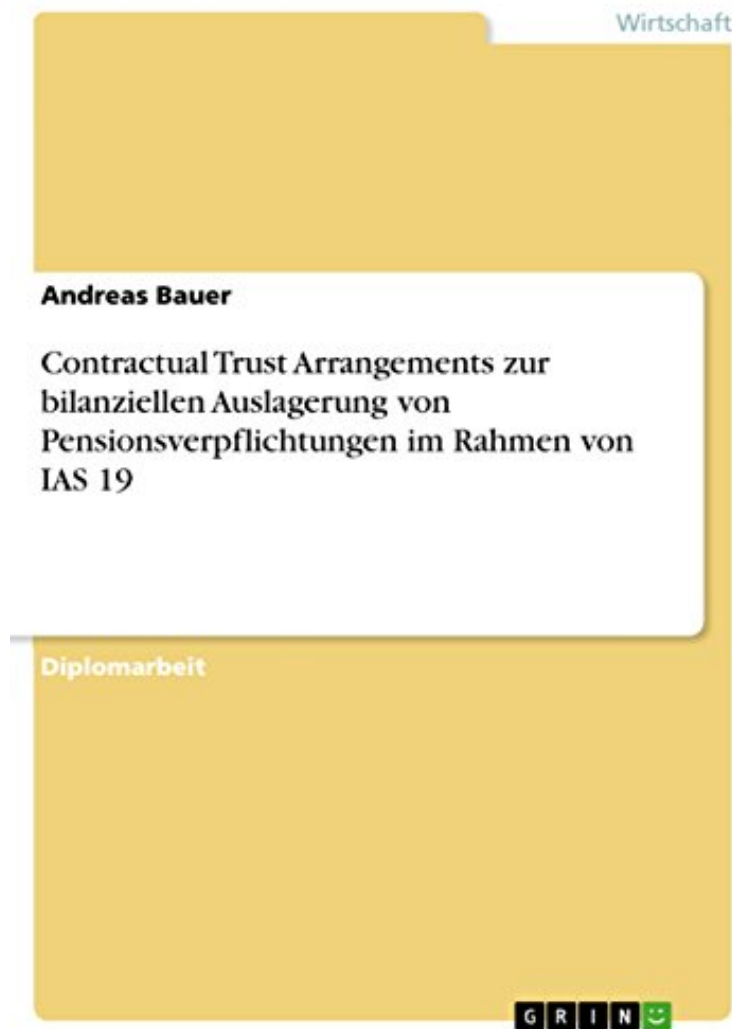 Wirtschaft
Andreas Bauer
Contractual Trust Arrangements zur
bilanziellen Auslagerung von
Pensionsverpflichtungen im Rahmen von
IAS 19
Diplomarbeit
GRIN